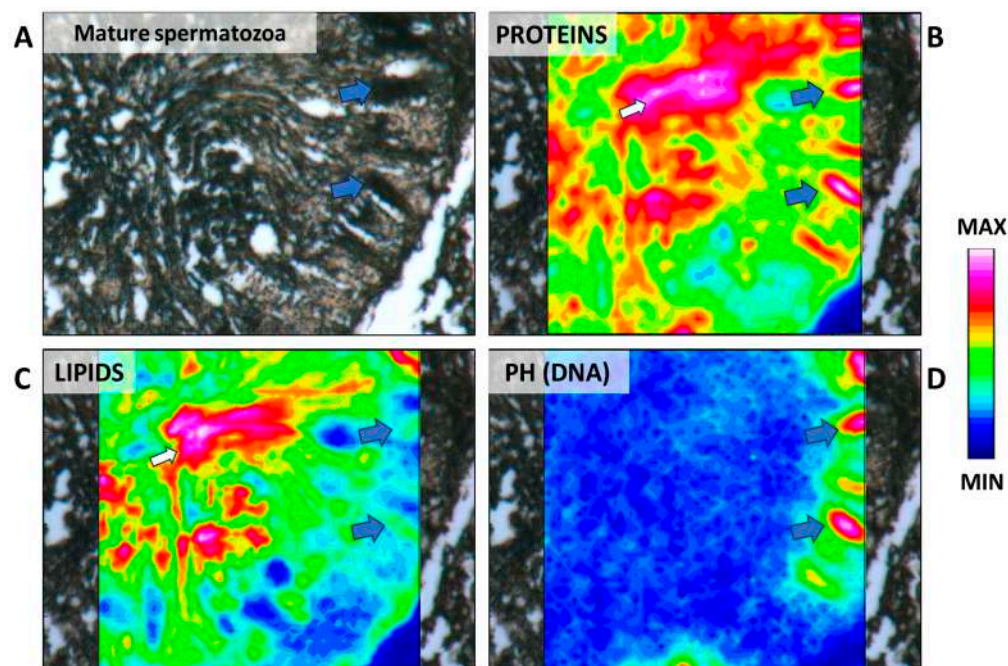 A
Mature spermatozoa
PROTEINS
B
MAX
MIN
C
LIPIDS
PH (DNA)
D